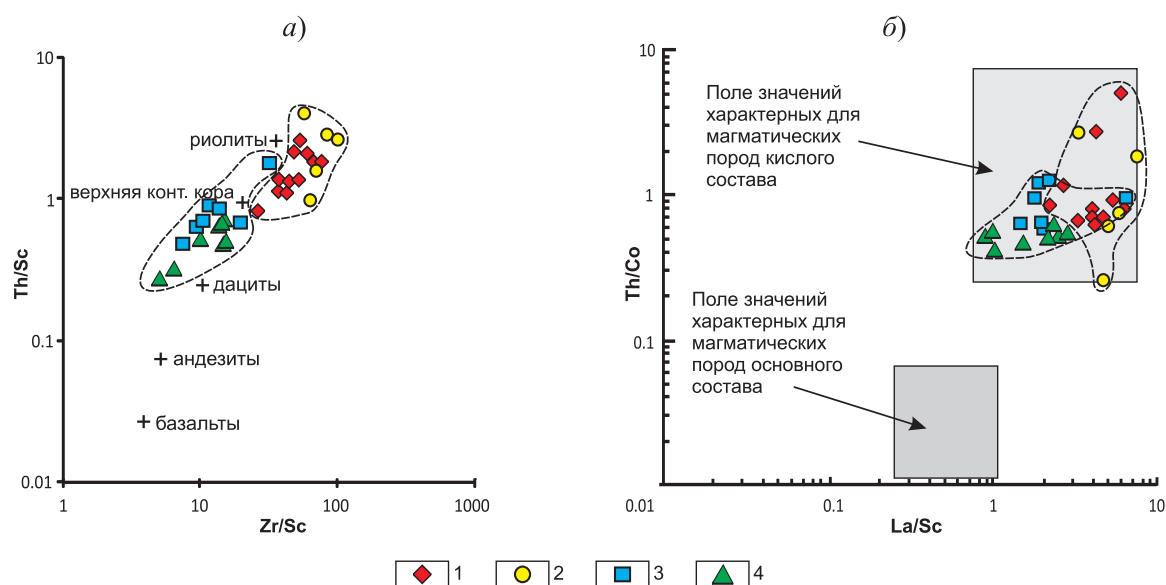 а)
10
1
0.1
0.01
Th/Sc
1
10
100
1000
Zr/Sc
риолиты
верхняя конт. кора
дациты
андезиты
базальты
б)
10
1
0.1
0.01
Th/Co
0.1
1
10
La/Sc
Поле значений
характерных для
магматических
пород кислого
состава
Поле значений
характерных для
магматических
пород основного
состава
1
2
3
4